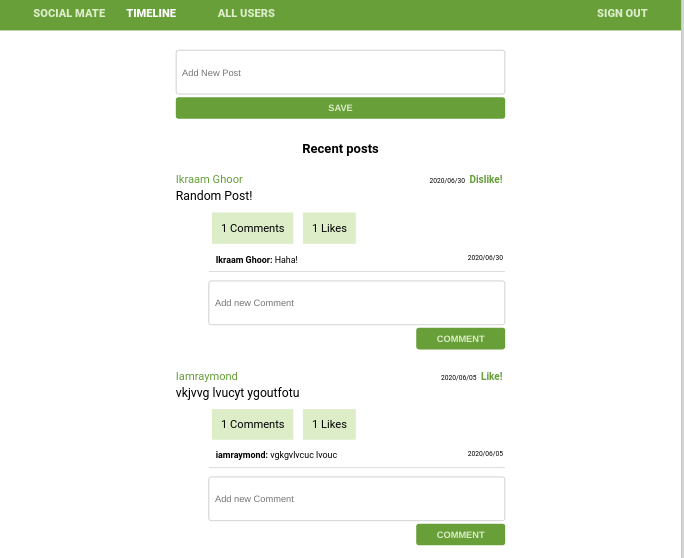 SOCIAL MATE TIMELINE ALL USERS SIGN OUT
Add New Post
SAVE
Recent posts
Ikraam Ghoor 2020/06/30 Dislike!
Random Post!
1 Comments 1 Likes
Ikraam Ghoor: Haha! 2020/06/30
Add new Comment
COMMENT
Iamraymond 2020/06/05 Like!
vkjvvg lvucyt ygoutfotu
1 Comments 1 Likes
iamraymond: vgkgvlvcuc lvouc 2020/06/05
Add new Comment
COMMENT